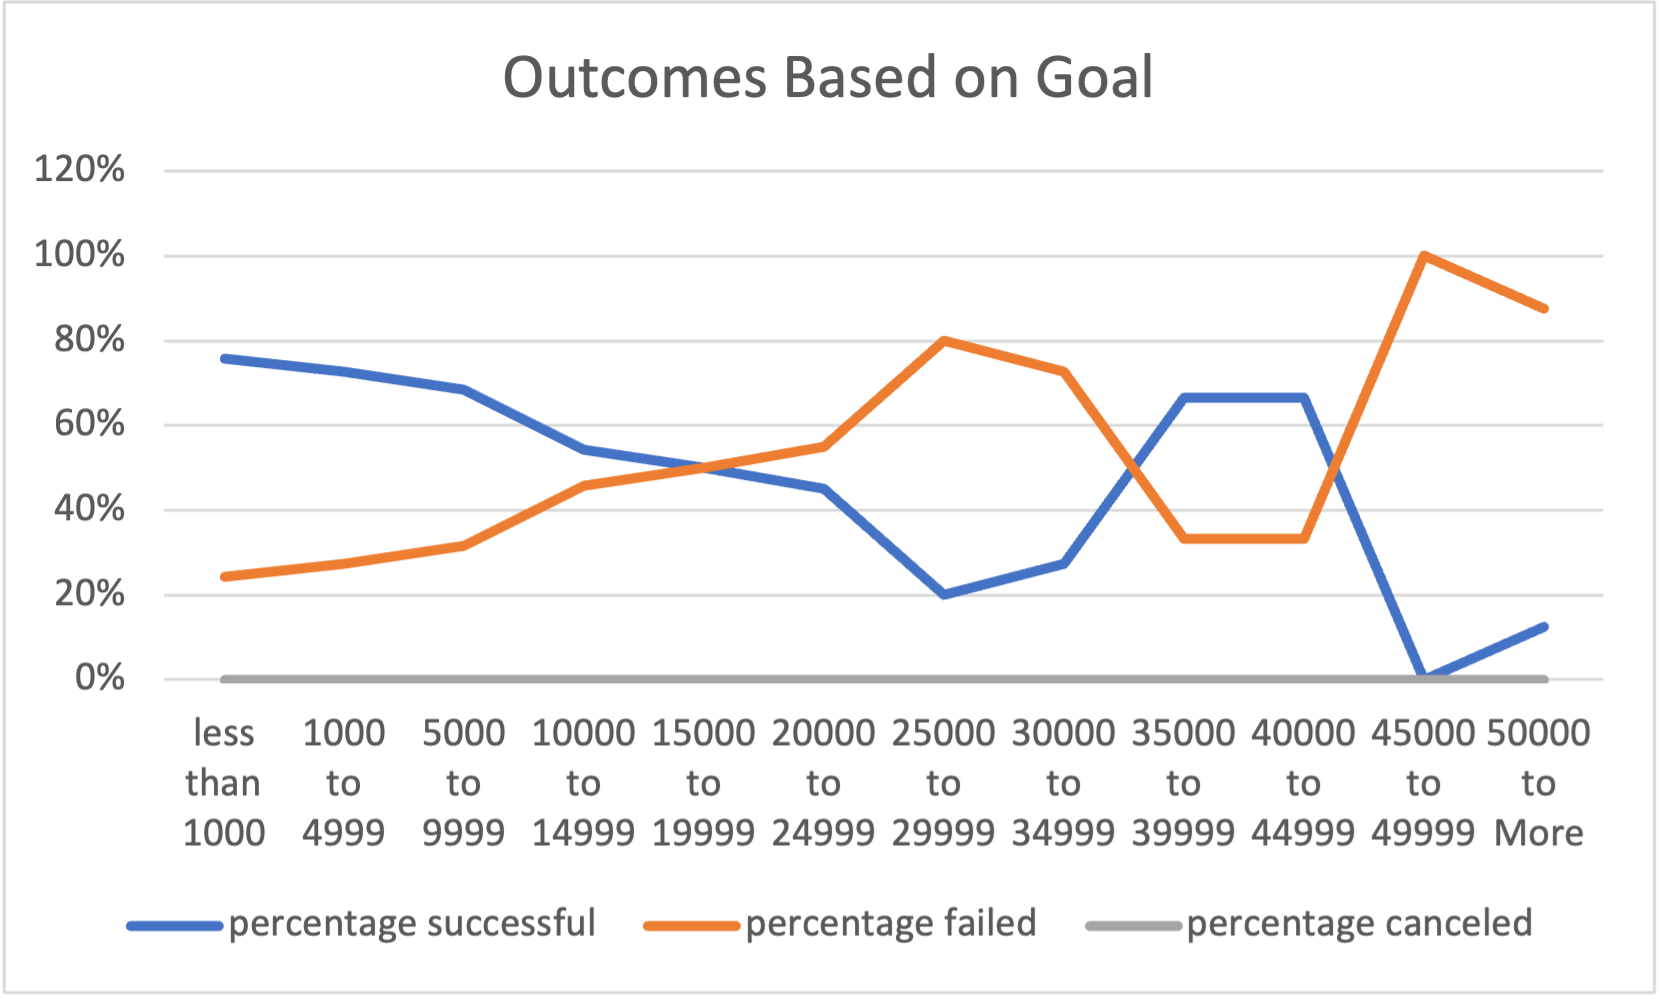 Outcomes Based on Goal
120%
100%
80%
60%
40%
20%
0%
less than 1000
1000 to 4999
5000 to 9999
10000 to 14999
15000 to 19999
20000 to 24999
25000 to 29999
30000 to 34999
35000 to 39999
40000 to 44999
45000 to 49999
50000 to More
percentage successful
percentage failed
percentage canceled